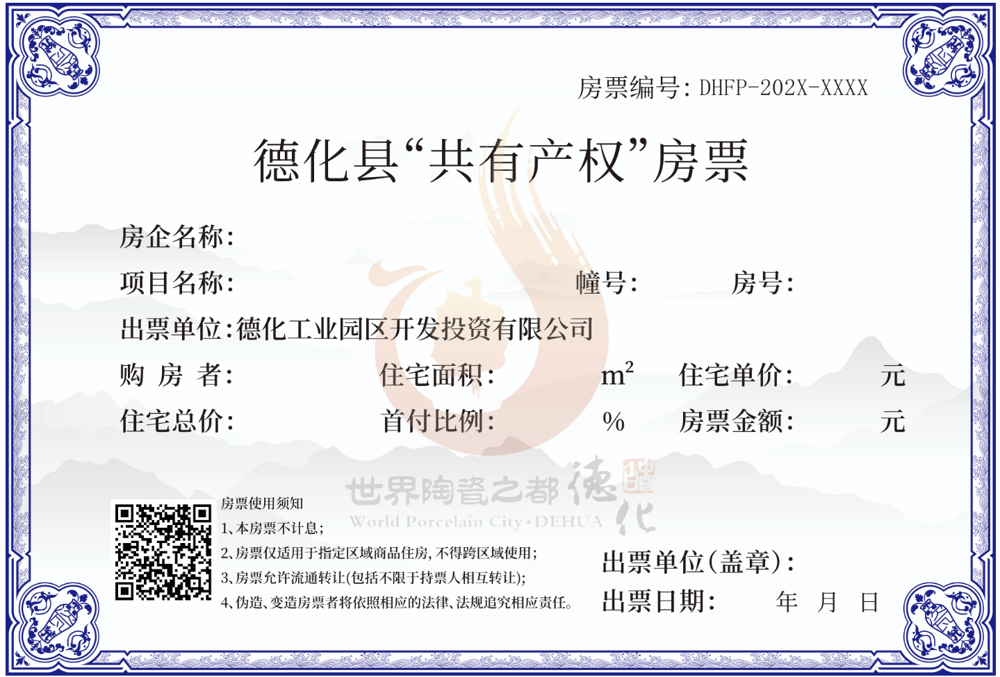 房票编号：DHFP-202X-XXXX
德化县“共有产权”房票
房企名称：
项目名称： 幢号： 房号：
出票单位：德化工业园区开发投资有限公司
购 房 者： 住宅面积： m² 住宅单价： 元
住宅总价： 首付比例： % 房票金额： 元
世界陶瓷之都 德化 中国白
World Porcelain City·DEHUA
房票使用须知
1、本房票不计息；
2、房票仅适用于指定区域商品住房，不得跨区域使用；
3、房票允许流通转让(包括不限于持票人相互转让)；
4、伪造、变造房票者将依照相应的法律、法规追究相应责任。
出票单位(盖章)：
出票日期： 年 月 日